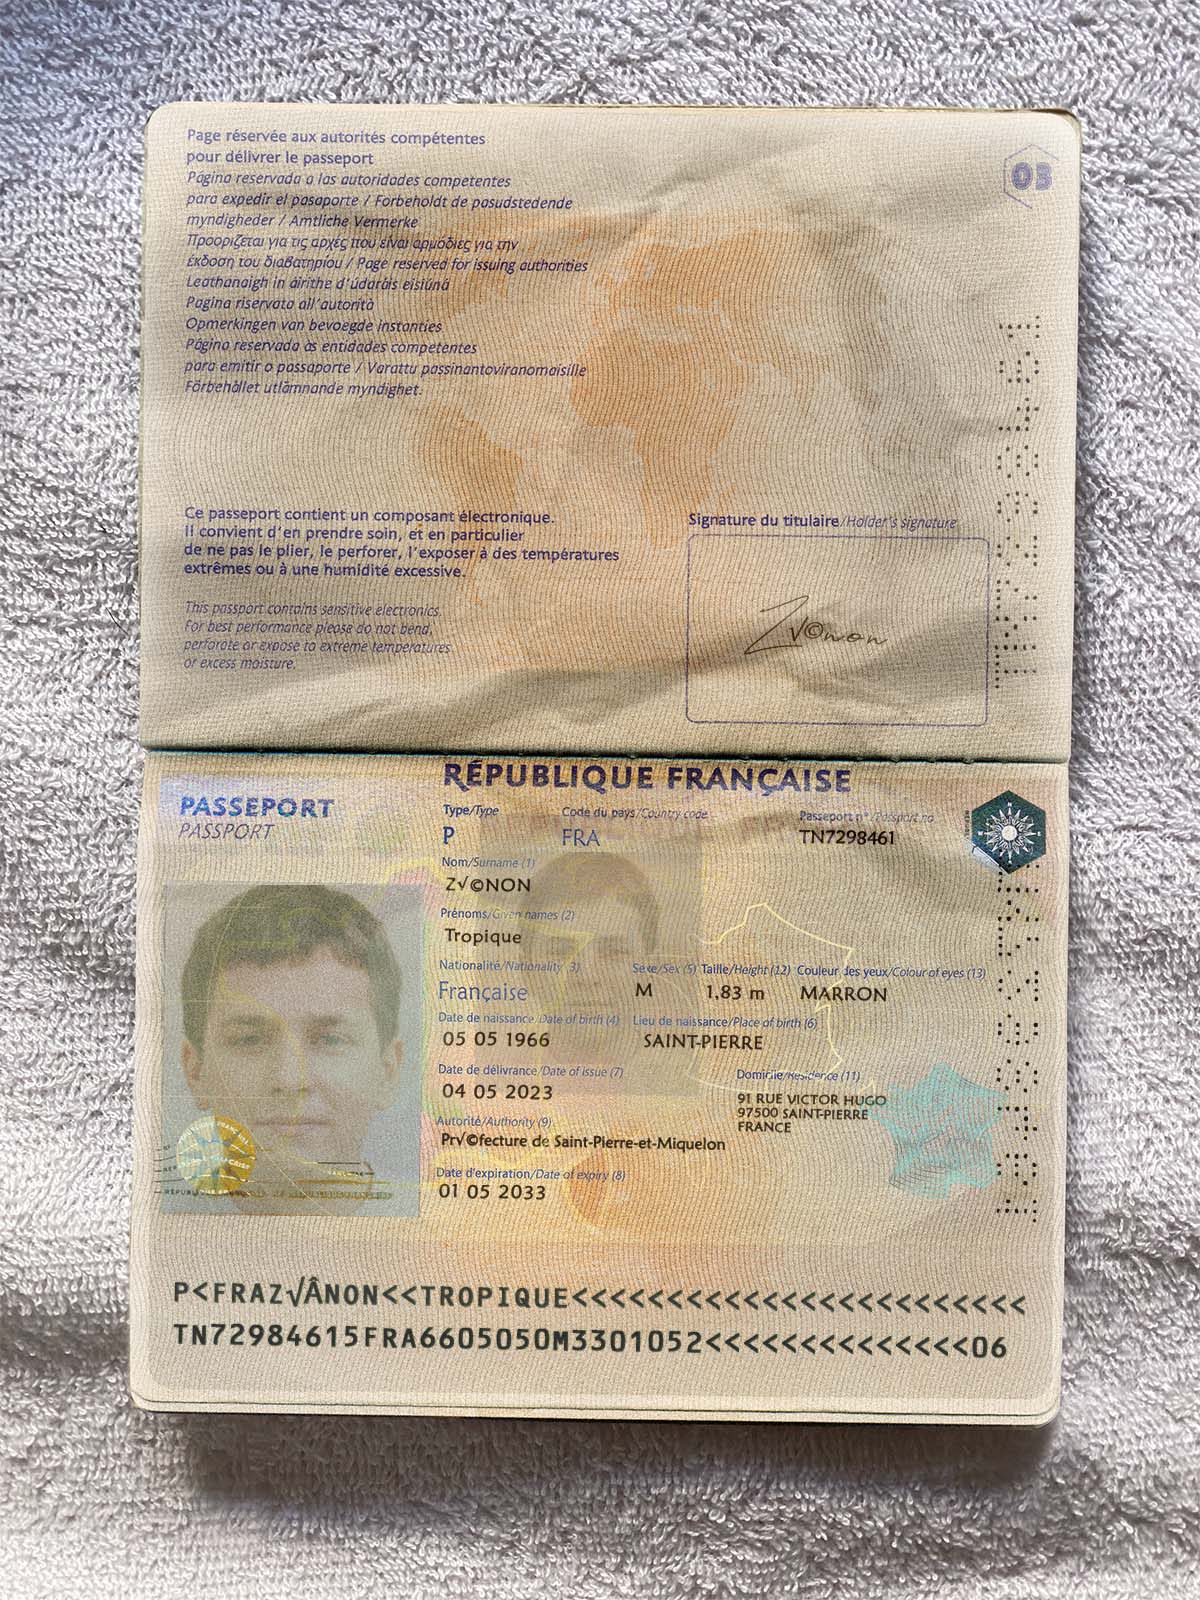 Page réservée aux autorités compétentes
pour délivrer le passeport
Pagina reservada a las autoridades competentes
para expedir el pasaporte / Forbeholdt de pasudstedende
myndigheder / Amtliche Vermerke
Προορίζεται για τις αρχές που είναι αρμόδιες για την
έκδοση του διαβατηρίου / Page reserved for issuing authorities
Leathanaigh in áirithe d'údaráis eisiúná
Pagina riservata all'autorità
Opmerkingen van bevoegde instanties
Página reservada às entidades competentes
para emitir o passaporte / Varattu passinantoviranomaisille
Förbehållet utlämnande myndighet.
03
Ce passeport contient un composant électronique.
Il convient d'en prendre soin, et en particulier
de ne pas le plier, le perforer, l'exposer à des températures
extrêmes ou à une humidité excessive.
This passport contains sensitive electronics.
For best performance please do not bend,
perforate or expose to extreme temperatures
or excess moisture.
Signature du titulaire/Holder's signature
Z√©non
RÉPUBLIQUE FRANÇAISE
PASSEPORT
PASSPORT
Type/Type
Code du pays/Country code
Passeport n°/Passport no
P
FRA
TN7298461
Nom/Surname (1)
Z√©NON
Prénoms/Given names (2)
Tropique
Nationalité/Nationality (3)
Sexe/Sex (5) Taille/Height (12) Couleur des yeux/Colour of eyes (13)
Française
M
1,83 m
MARRON
Date de naissance/Date of birth (4)
Lieu de naissance/Place of birth (6)
05 05 1966
SAINT-PIERRE
Date de délivrance/Date of issue (7)
Domicile/Residence (11)
04 05 2023
91 RUE VICTOR HUGO
97500 SAINT-PIERRE
FRANCE
Autorité/Authority (9)
Pr√©fecture de Saint-Pierre-et-Miquelon
Date d'expiration/Date of expiry (8)
01 05 2033
P<FRAZ√ÂNON<<TROPIQUE<<<<<<<<<<<<<<<<<<<<<<<<
TN72984615FRA6605050M3301052<<<<<<<<<<<<<<06